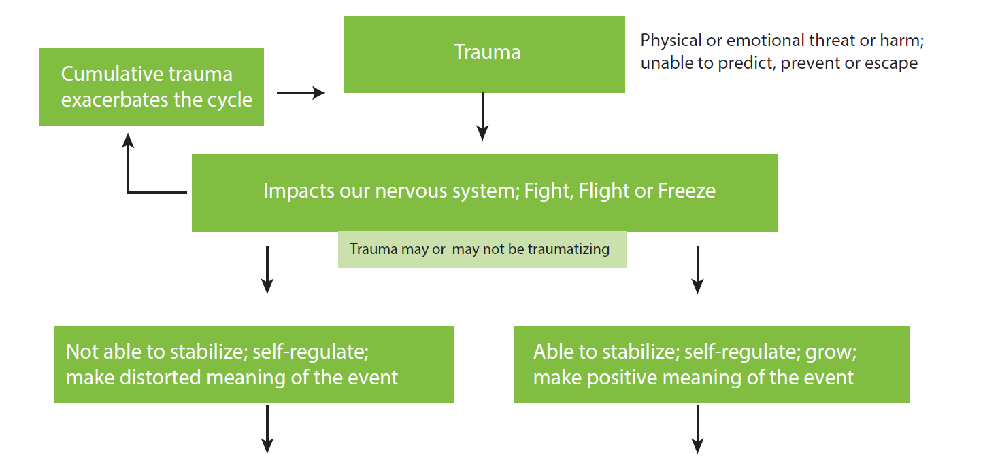 Trauma
Physical or emotional threat or harm;
unable to predict, prevent or escape
Cumulative trauma
exacerbates the cycle
Impacts our nervous system; Fight, Flight or Freeze
Trauma may or may not be traumatizing
Not able to stabilize; self-regulate;
make distorted meaning of the event
Able to stabilize; self-regulate; grow;
make positive meaning of the event